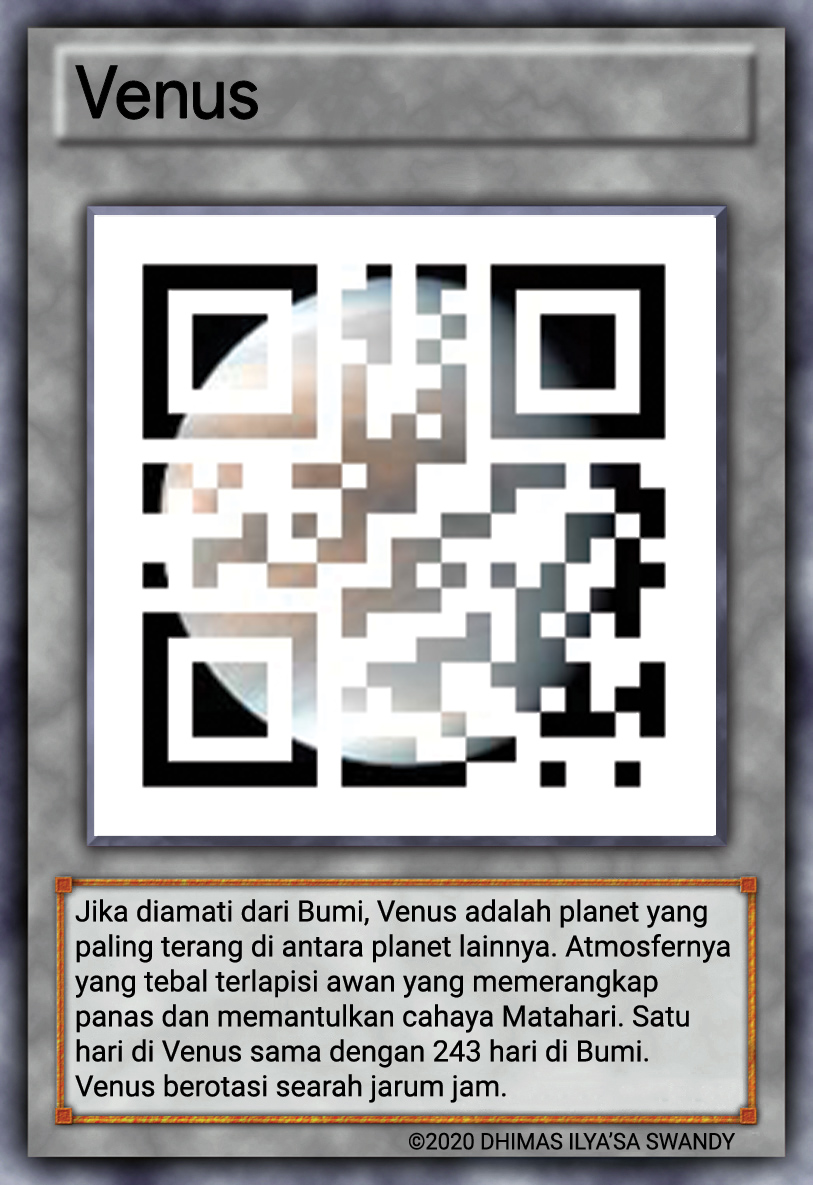 Venus
Jika diamati dari Bumi, Venus adalah planet yang
paling terang di antara planet lainnya. Atmosfernya
yang tebal terlapisi awan yang memerangkap
panas dan memantulkan cahaya Matahari. Satu
hari di Venus sama dengan 243 hari di Bumi.
Venus berotasi searah jarum jam.
©2020 DHIMAS ILYA'SA SWANDY